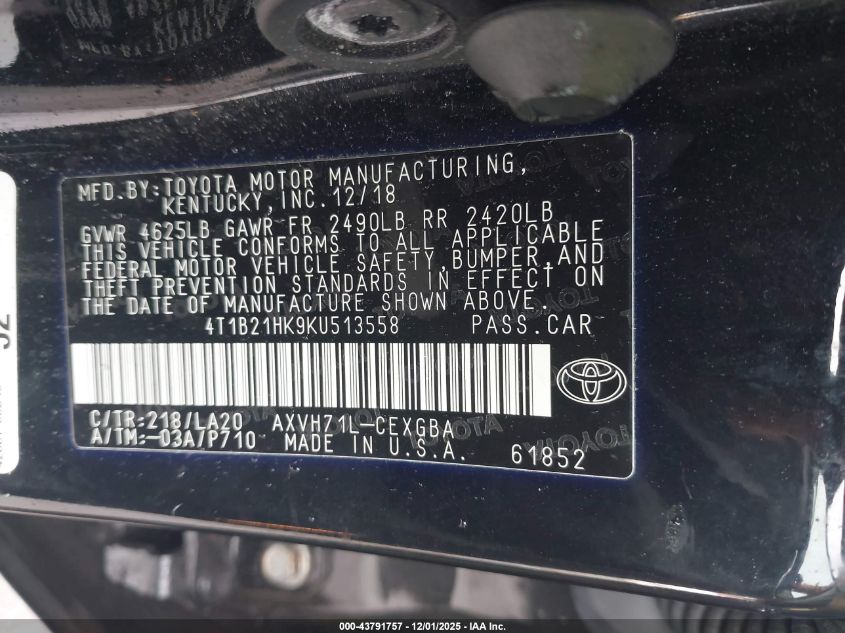 MFD.BY:TOYOTA MOTOR MANUFACTURING,
KENTUCKY,INC.12/18
GVWR 4625LB GAWR FR 2490LB RR 2420LB
THIS VEHICLE CONFORMS TO ALL APPLICABLE
FEDERAL MOTOR VEHICLE SAFETY,BUMPER,AND
THEFT PREVENTION STANDARDS IN EFFECT ON
THE DATE OF MANUFACTURE SHOWN ABOVE.
4T1B21HK9KU513558 PASS.CAR
C/TR:218/LA20 AXVH71L-CEXGBA
A/TM:-03A/P710 MADE IN U.S.A. 61852
000-43791757 - 12/01/2025 - IAA Inc.